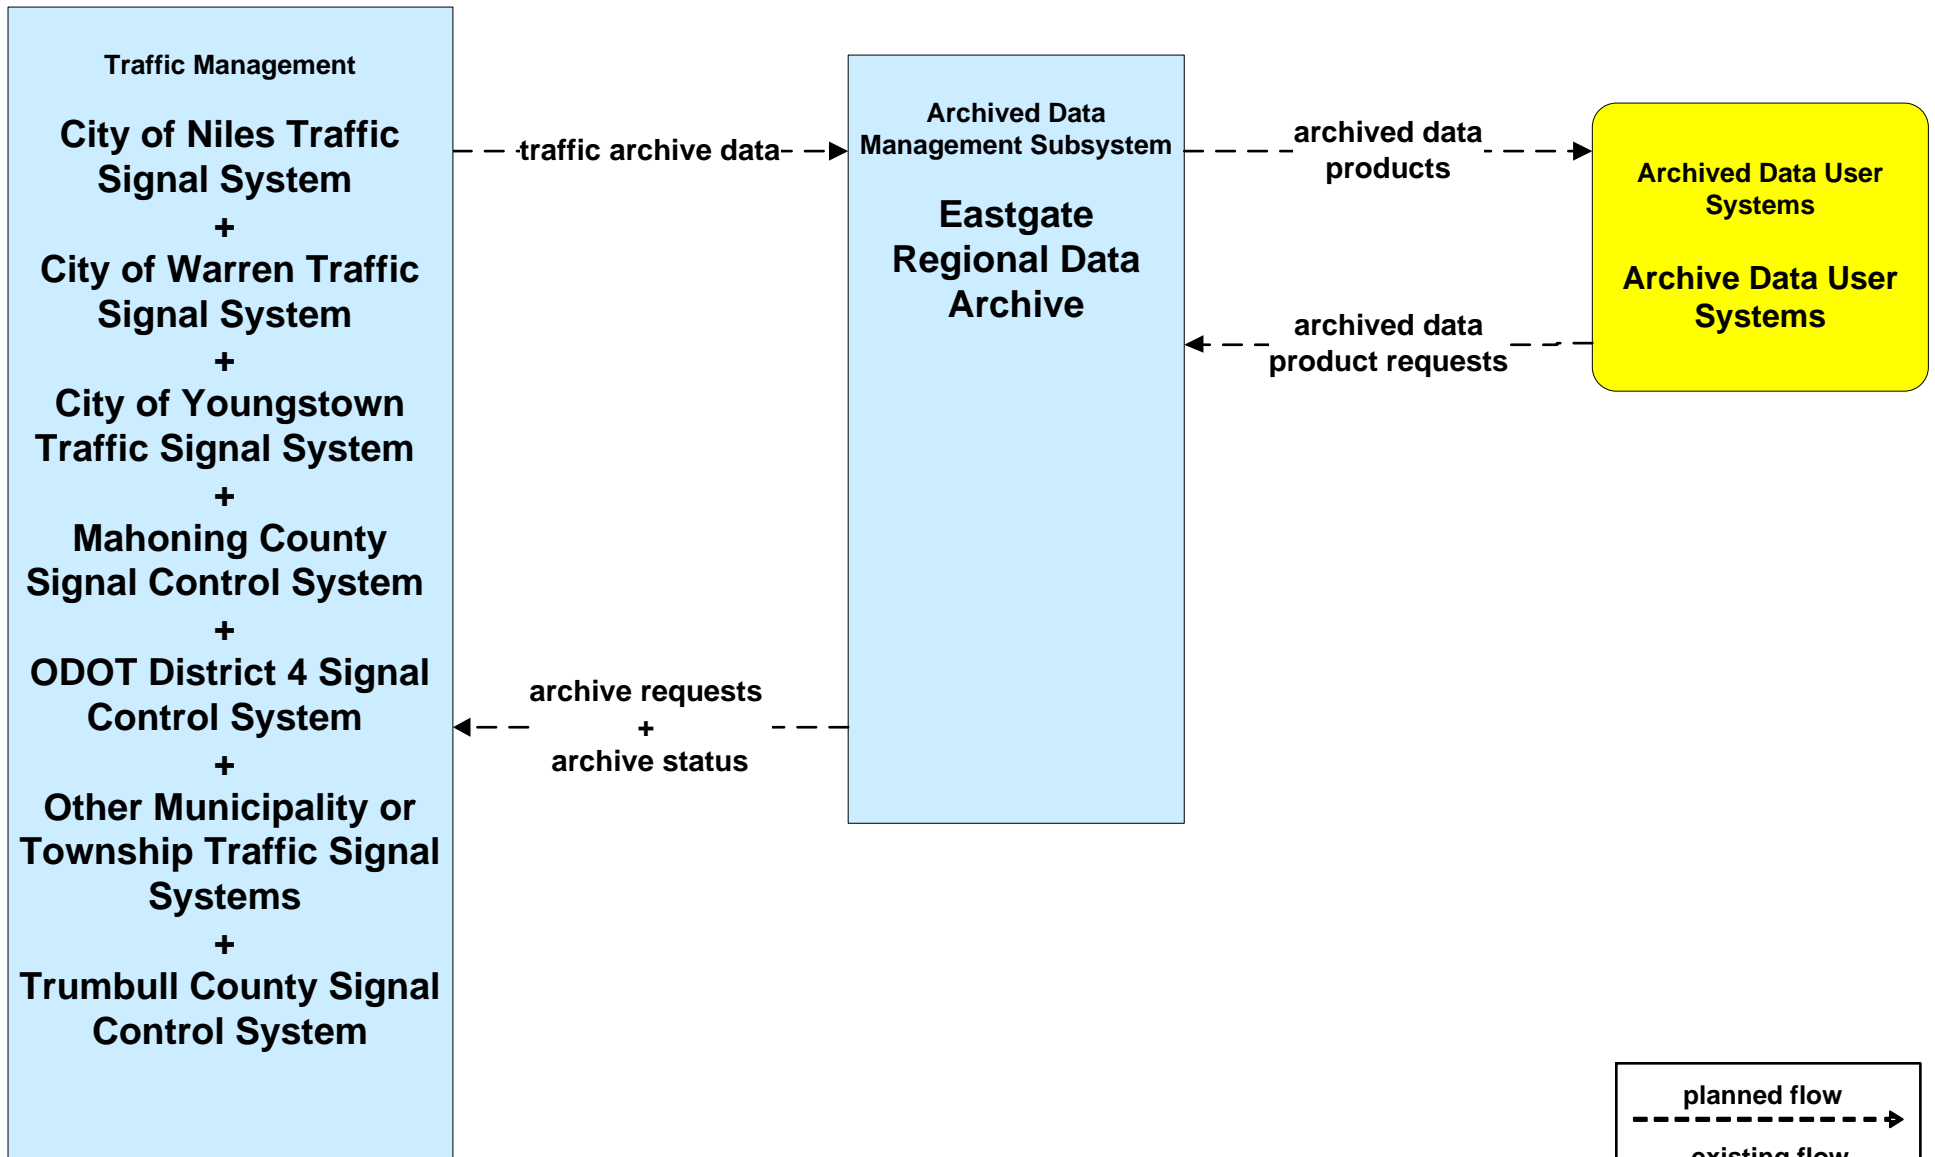 Traffic Management
City of Niles Traffic
Signal System
+
City of Warren Traffic
Signal System
+
City of Youngstown
Traffic Signal System
+
Mahoning County
Signal Control System
+
ODOT District 4 Signal
Control System
+
Other Municipality or
Township Traffic Signal
Systems
+
Trumbull County Signal
Control System
traffic archive data
archive requests
+
archive status
Archived Data
Management Subsystem
Eastgate
Regional Data
Archive
archived data
products
archived data
product requests
Archived Data User
Systems
Archive Data User
Systems
planned flow
existing flow